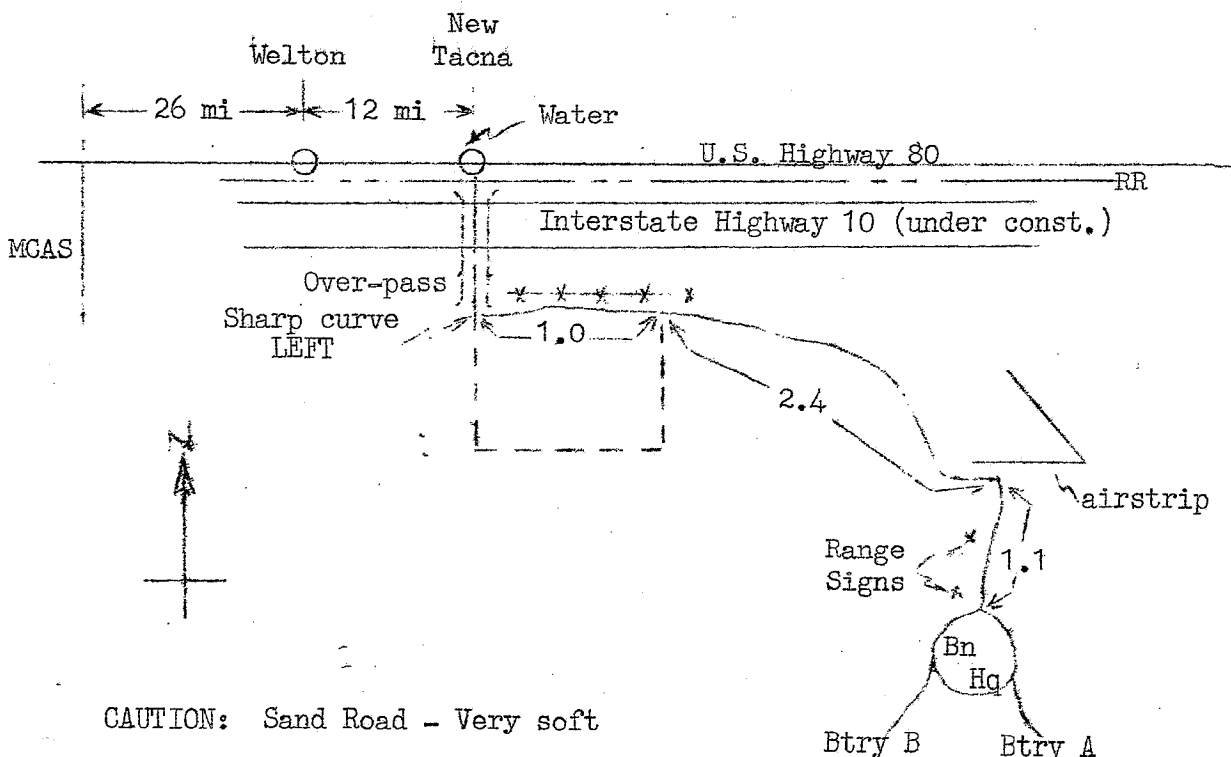 New
Tacna
Welton
26 mi
12 mi
Water
U.S. Highway 80
RR
Interstate Highway 10 (under const.)
MCAS
Over-pass
Sharp curve
LEFT
1.0
2.4
N
airstrip
Range
Signs
1.1
Bn
Hq
CAUTION: Sand Road - Very soft
Btry B
Btry A